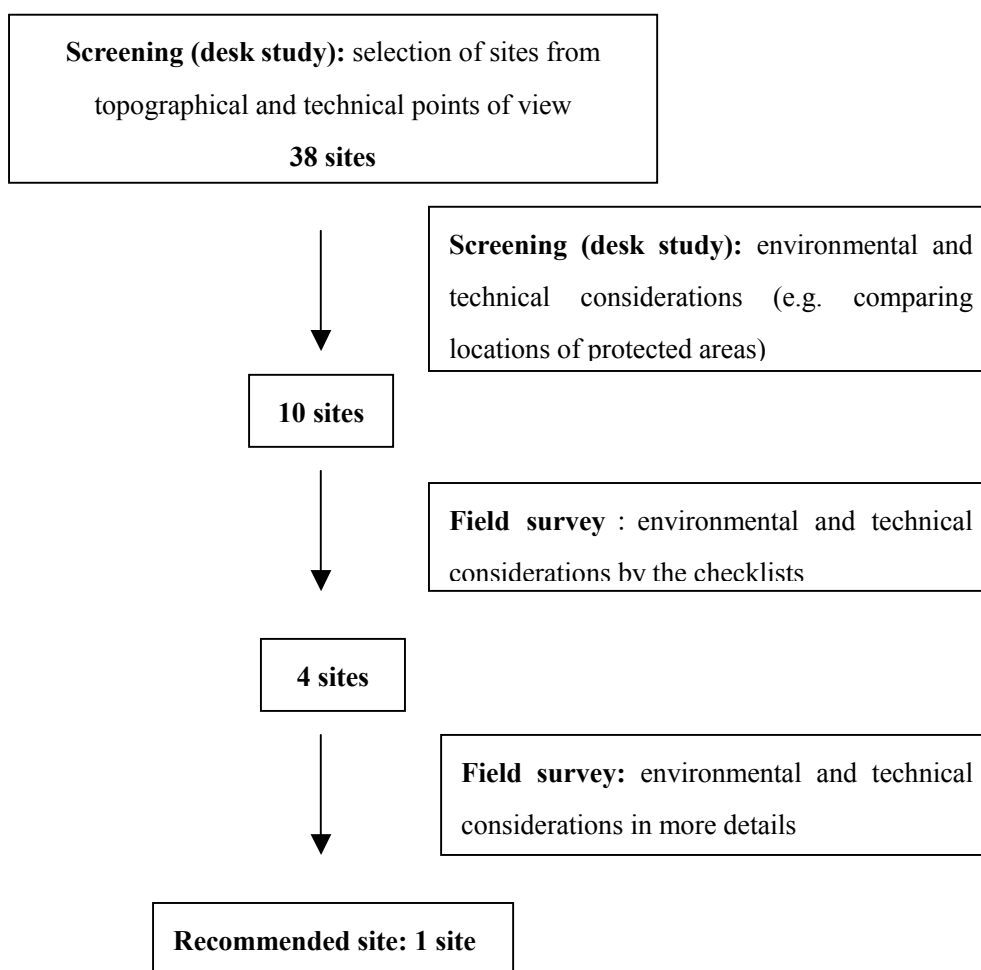 Screening (desk study): selection of sites from
topographical and technical points of view
38 sites
Screening (desk study): environmental and
technical considerations (e.g. comparing
locations of protected areas)
10 sites
Field survey : environmental and technical
considerations by the checklists
4 sites
Field survey: environmental and technical
considerations in more details
Recommended site: 1 site